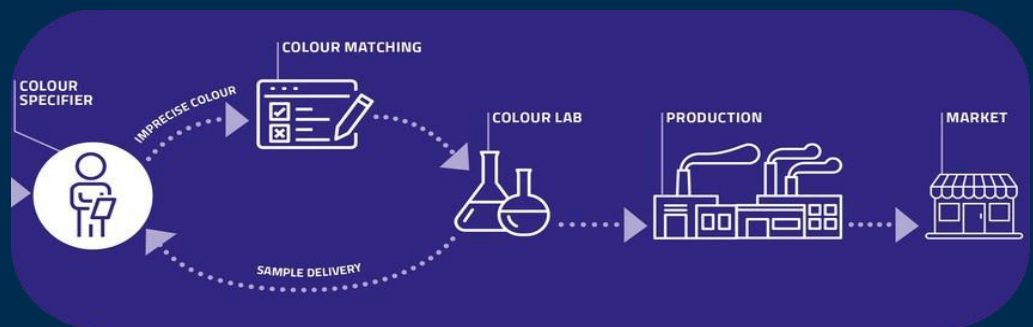 COLOUR MATCHING
COLOUR
SPECIFIER
IMPRECISE COLOUR
COLOUR LAB
PRODUCTION
MARKET
SAMPLE DELIVERY